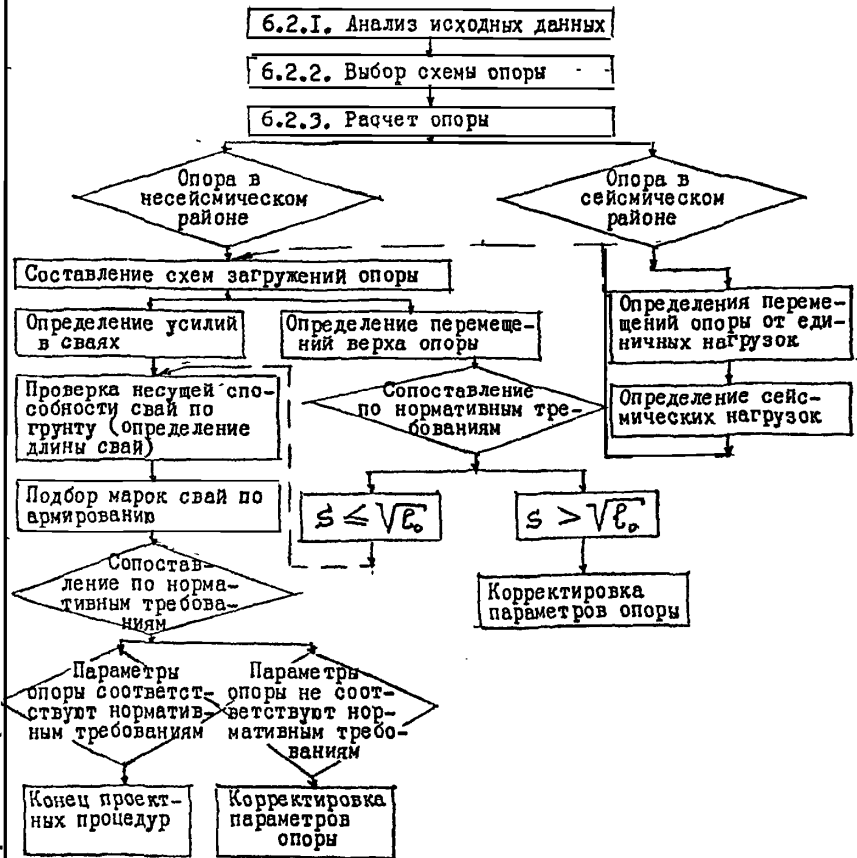 6.2.I. Анализ исходных данных
6.2.2. Выбор схемы опоры
6.2.3. Расчет опоры
Опора в
несейсмическом
районе
Опора в
сейсмическом
районе
Составление схем загружений опоры
Определение усилий
в сваях
Определение перемеще-
ний верха опоры
Определения переме-
щений опоры от еди-
ничных нагрузок
Проверка несущей спо-
собности свай по
грунту (определение
длины свай)
Сопоставление
по нормативным тре-
бованиям
Определение сейс-
мических нагрузок
Подбор марок свай по
армированию
S ≤ √l₀
S > √l₀
Сопостав-
ление по норма-
тивным требова-
ниям
Корректировка
параметров опоры
Параметры
опоры соответст-
ствуют норматив-
ным требованиям
Параметры
опоры не соот-
ветствуют нор-
мативным требо-
ваниям
Конец проект-
ных процедур
Корректировка
параметров
опоры